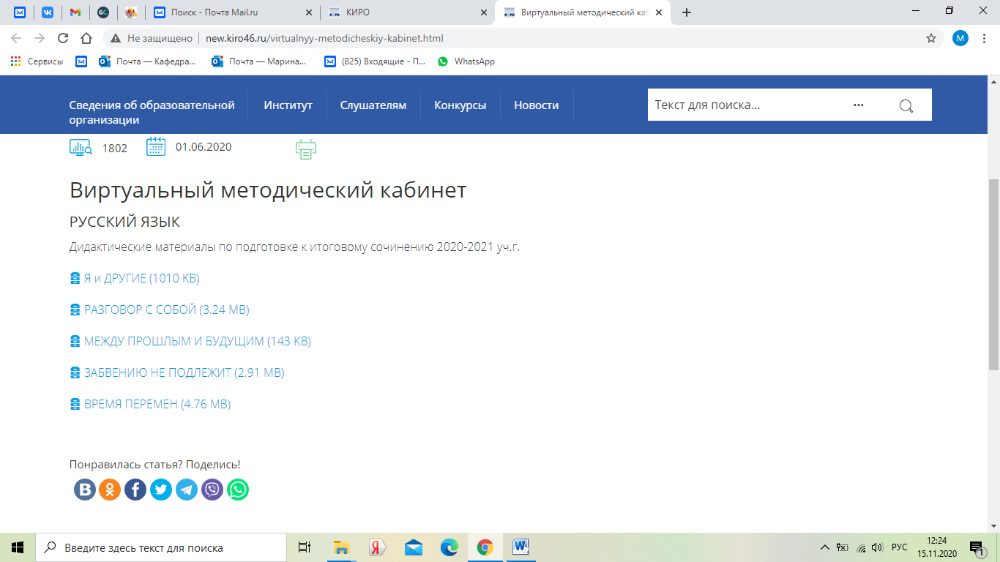 Поиск - Почта Mail.ru
КИРО
Виртуальный методический каб
Не защищено
new.kiro46.ru/virtualnyy-metodicheskiy-kabinet.html
М
Сервисы
Почта — Кафедра...
Почта — Марина...
(825) Входящие - П...
WhatsApp
Сведения об образовательной
организации
Институт
Слушателям
Конкурсы
Новости
Текст для поиска...
1802
01.06.2020
Виртуальный методический кабинет
РУССКИЙ ЯЗЫК
Дидактические материалы по подготовке к итоговому сочинению 2020-2021 уч.г.
Я и ДРУГИЕ (1010 KB)
РАЗГОВОР С СОБОЙ (3.24 MB)
МЕЖДУ ПРОШЛЫМ И БУДУЩИМ (143 KB)
ЗАБВЕНИЮ НЕ ПОДЛЕЖИТ (2.91 MB)
ВРЕМЯ ПЕРЕМЕН (4.76 MB)
Понравилась статья? Поделись!
Введите здесь текст для поиска
РУС
12:24
15.11.2020
1